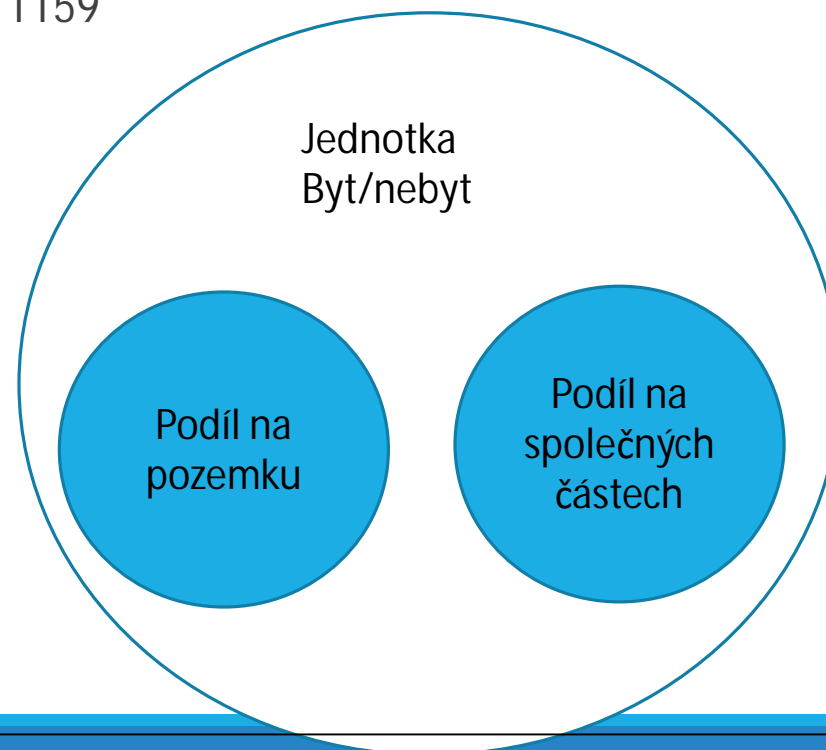 1159
Jednotka
Byt/nebyt
Podíl na
pozemku
Podíl na
společných
částech